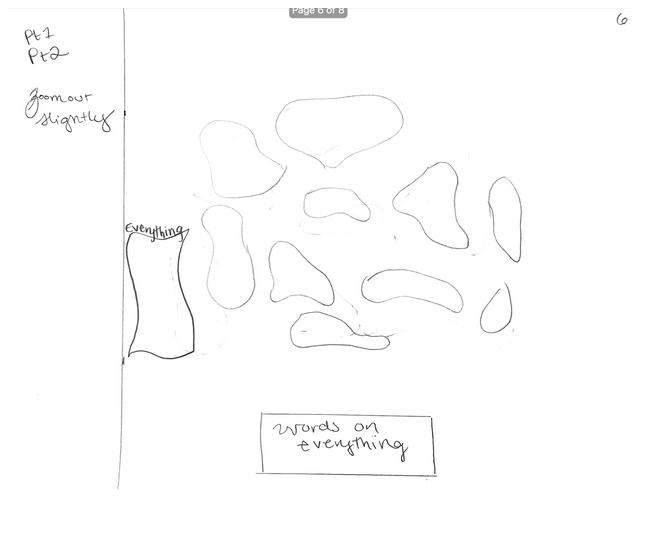 Page 6 of 8
6
Pt1
Pt2
Zoom out
slightly
Everything
words on
everything